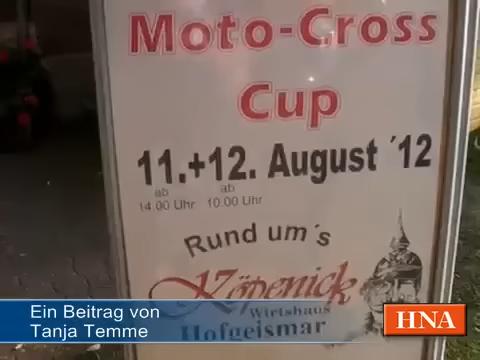 Moto-Cross
Cup
11.+12. August ´12
ab ab
14.00 Uhr 10.00 Uhr
Rund um´s
Köpenick
Wirtshaus
Hofgeismar
Ein Beitrag von
Tanja Temme
HNA